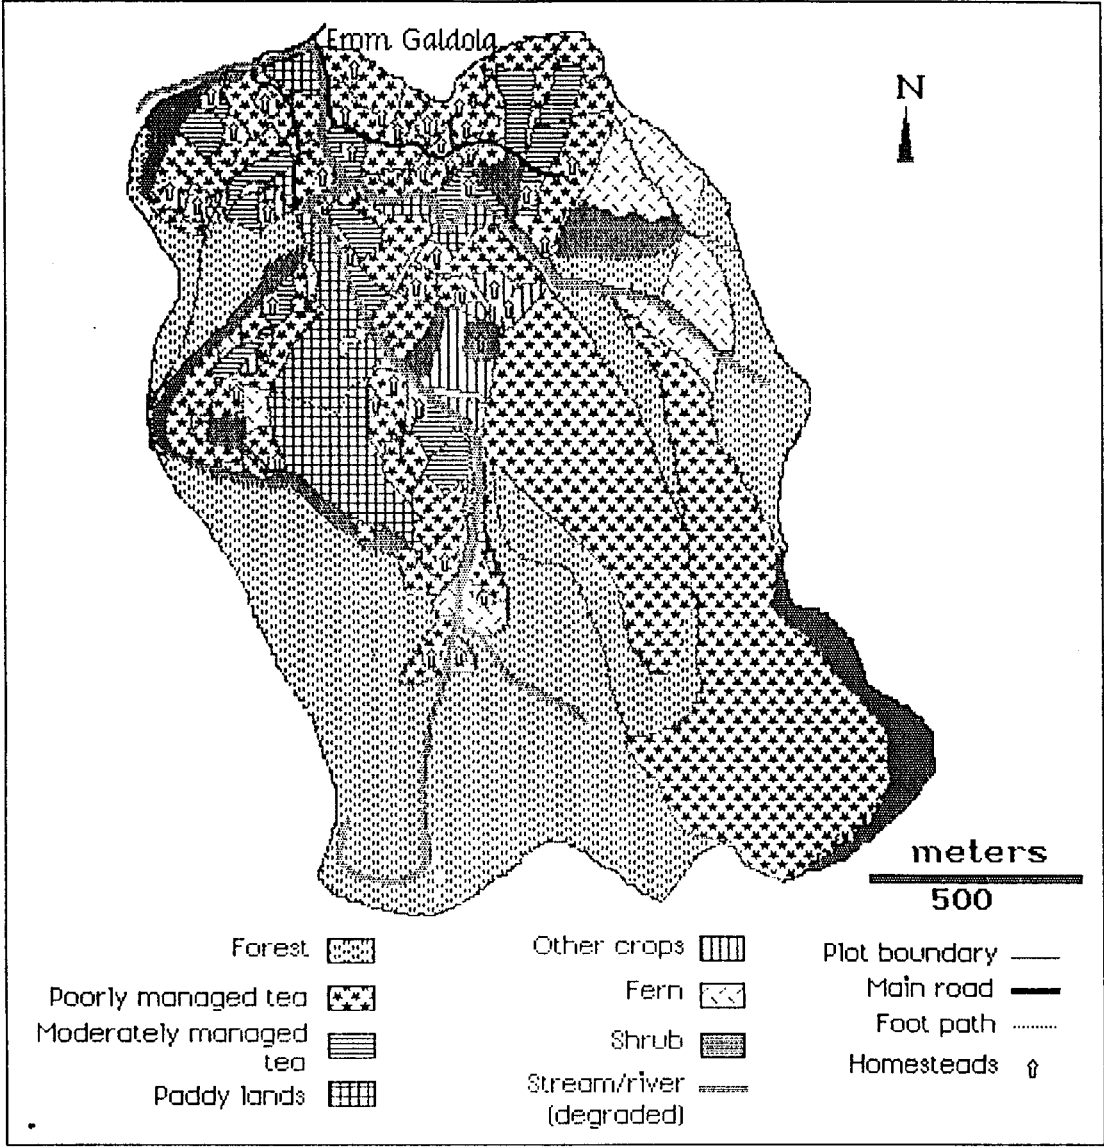 Emm Galdola
N
meters
500
Forest
Poorly managed tea
Moderately managed
tea
Paddy lands
Other crops
Fern
Shrub
Stream/river
(degraded)
Plot boundary
Main road
Foot path
Homesteads